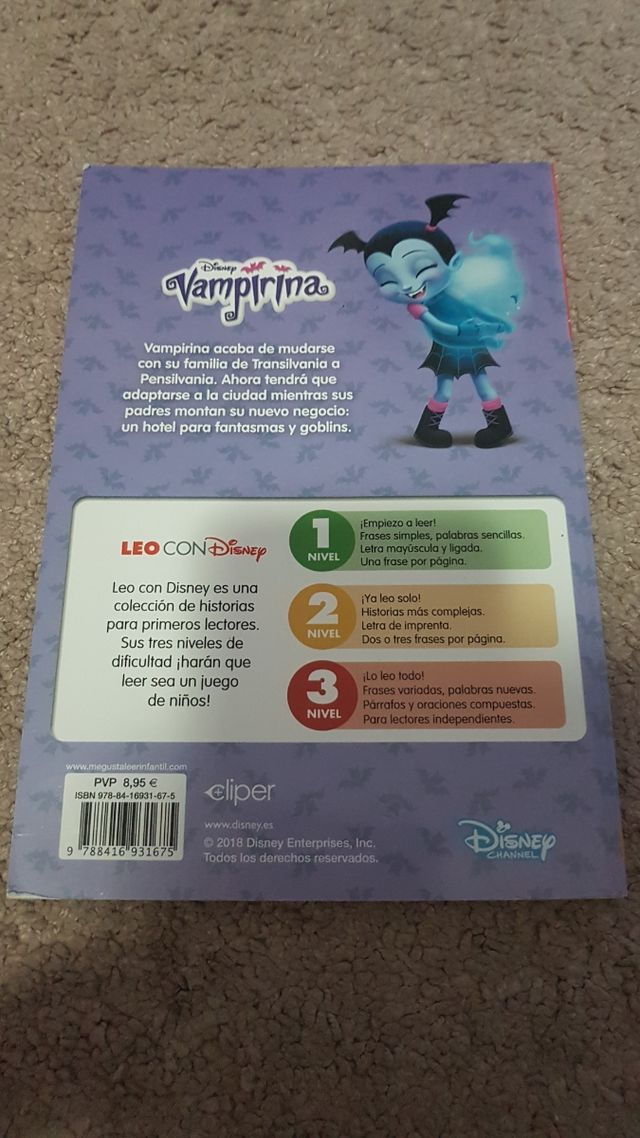 Disney
Vampirina
Vampirina acaba de mudarse
con su familia de Transilvania a
Pensilvania. Ahora tendrá que
adaptarse a la ciudad mientras sus
padres montan su nuevo negocio:
un hotel para fantasmas y goblins.
LEO CON Disney
Leo con Disney es una
colección de historias
para primeros lectores.
Sus tres niveles de
dificultad ¡harán que
leer sea un juego
de niños!
1
NIVEL
¡Empiezo a leer!
Frases simples, palabras sencillas.
Letra mayúscula y ligada.
Una frase por página.
2
NIVEL
¡Ya leo solo!
Historias más complejas.
Letra de imprenta.
Dos o tres frases por página.
3
NIVEL
¡Lo leo todo!
Frases variadas, palabras nuevas.
Párrafos y oraciones compuestas.
Para lectores independientes.
www.megustaleerinfantil.com
PVP 8,95 €
ISBN 978-84-16931-67-5
9 788416 931675
cliper
www.disney.es
© 2018 Disney Enterprises, Inc.
Todos los derechos reservados.
Disney
CHANNEL